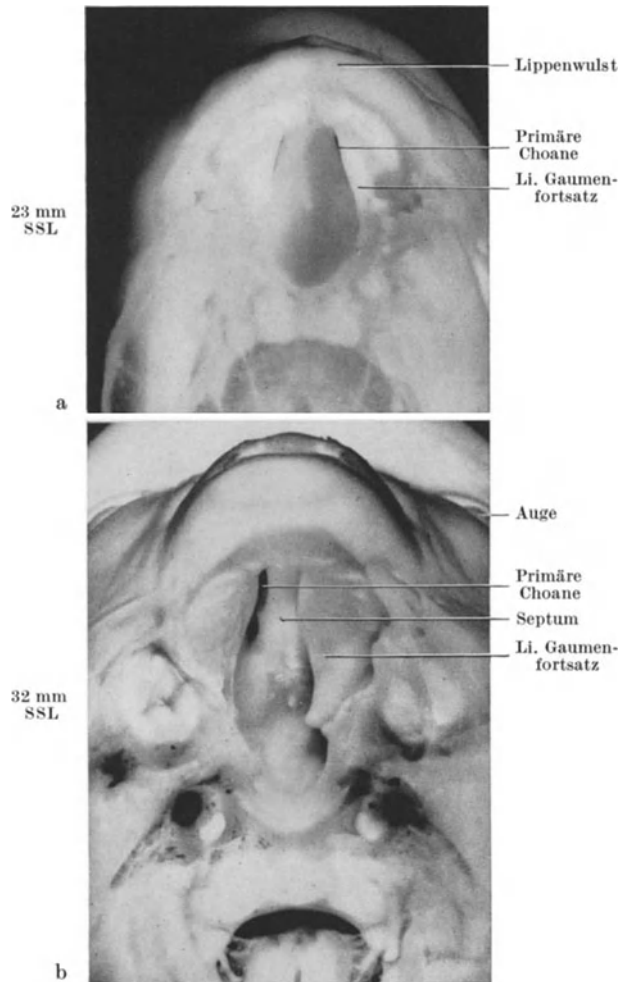 Lippenwulst
Primäre
Choane
Li. Gaumen-
fortsatz
23 mm
SSL
a
Auge
Primäre
Choane
Septum
Li. Gaumen-
fortsatz
32 mm
SSL
b